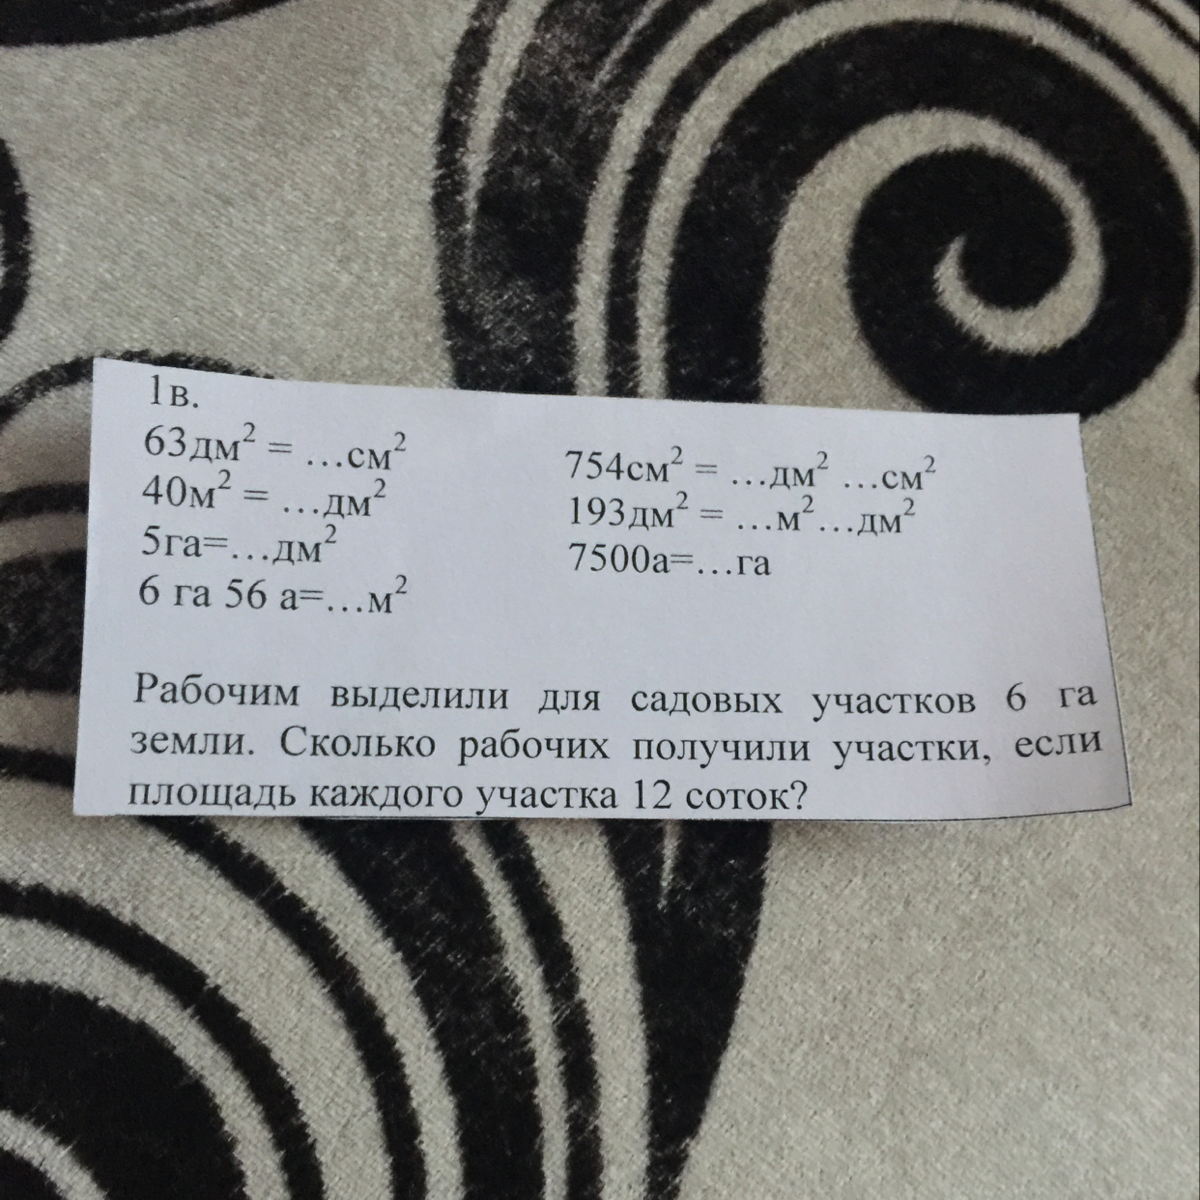 1в.
63дм² = …см²
40м² = …дм²
5га=…дм²
6 га 56 а=…м²
754см² = …дм² …см²
193дм² = …м²…дм²
7500а=…га
Рабочим выделили для садовых участков 6 га
земли. Сколько рабочих получили участки, если
площадь каждого участка 12 соток?